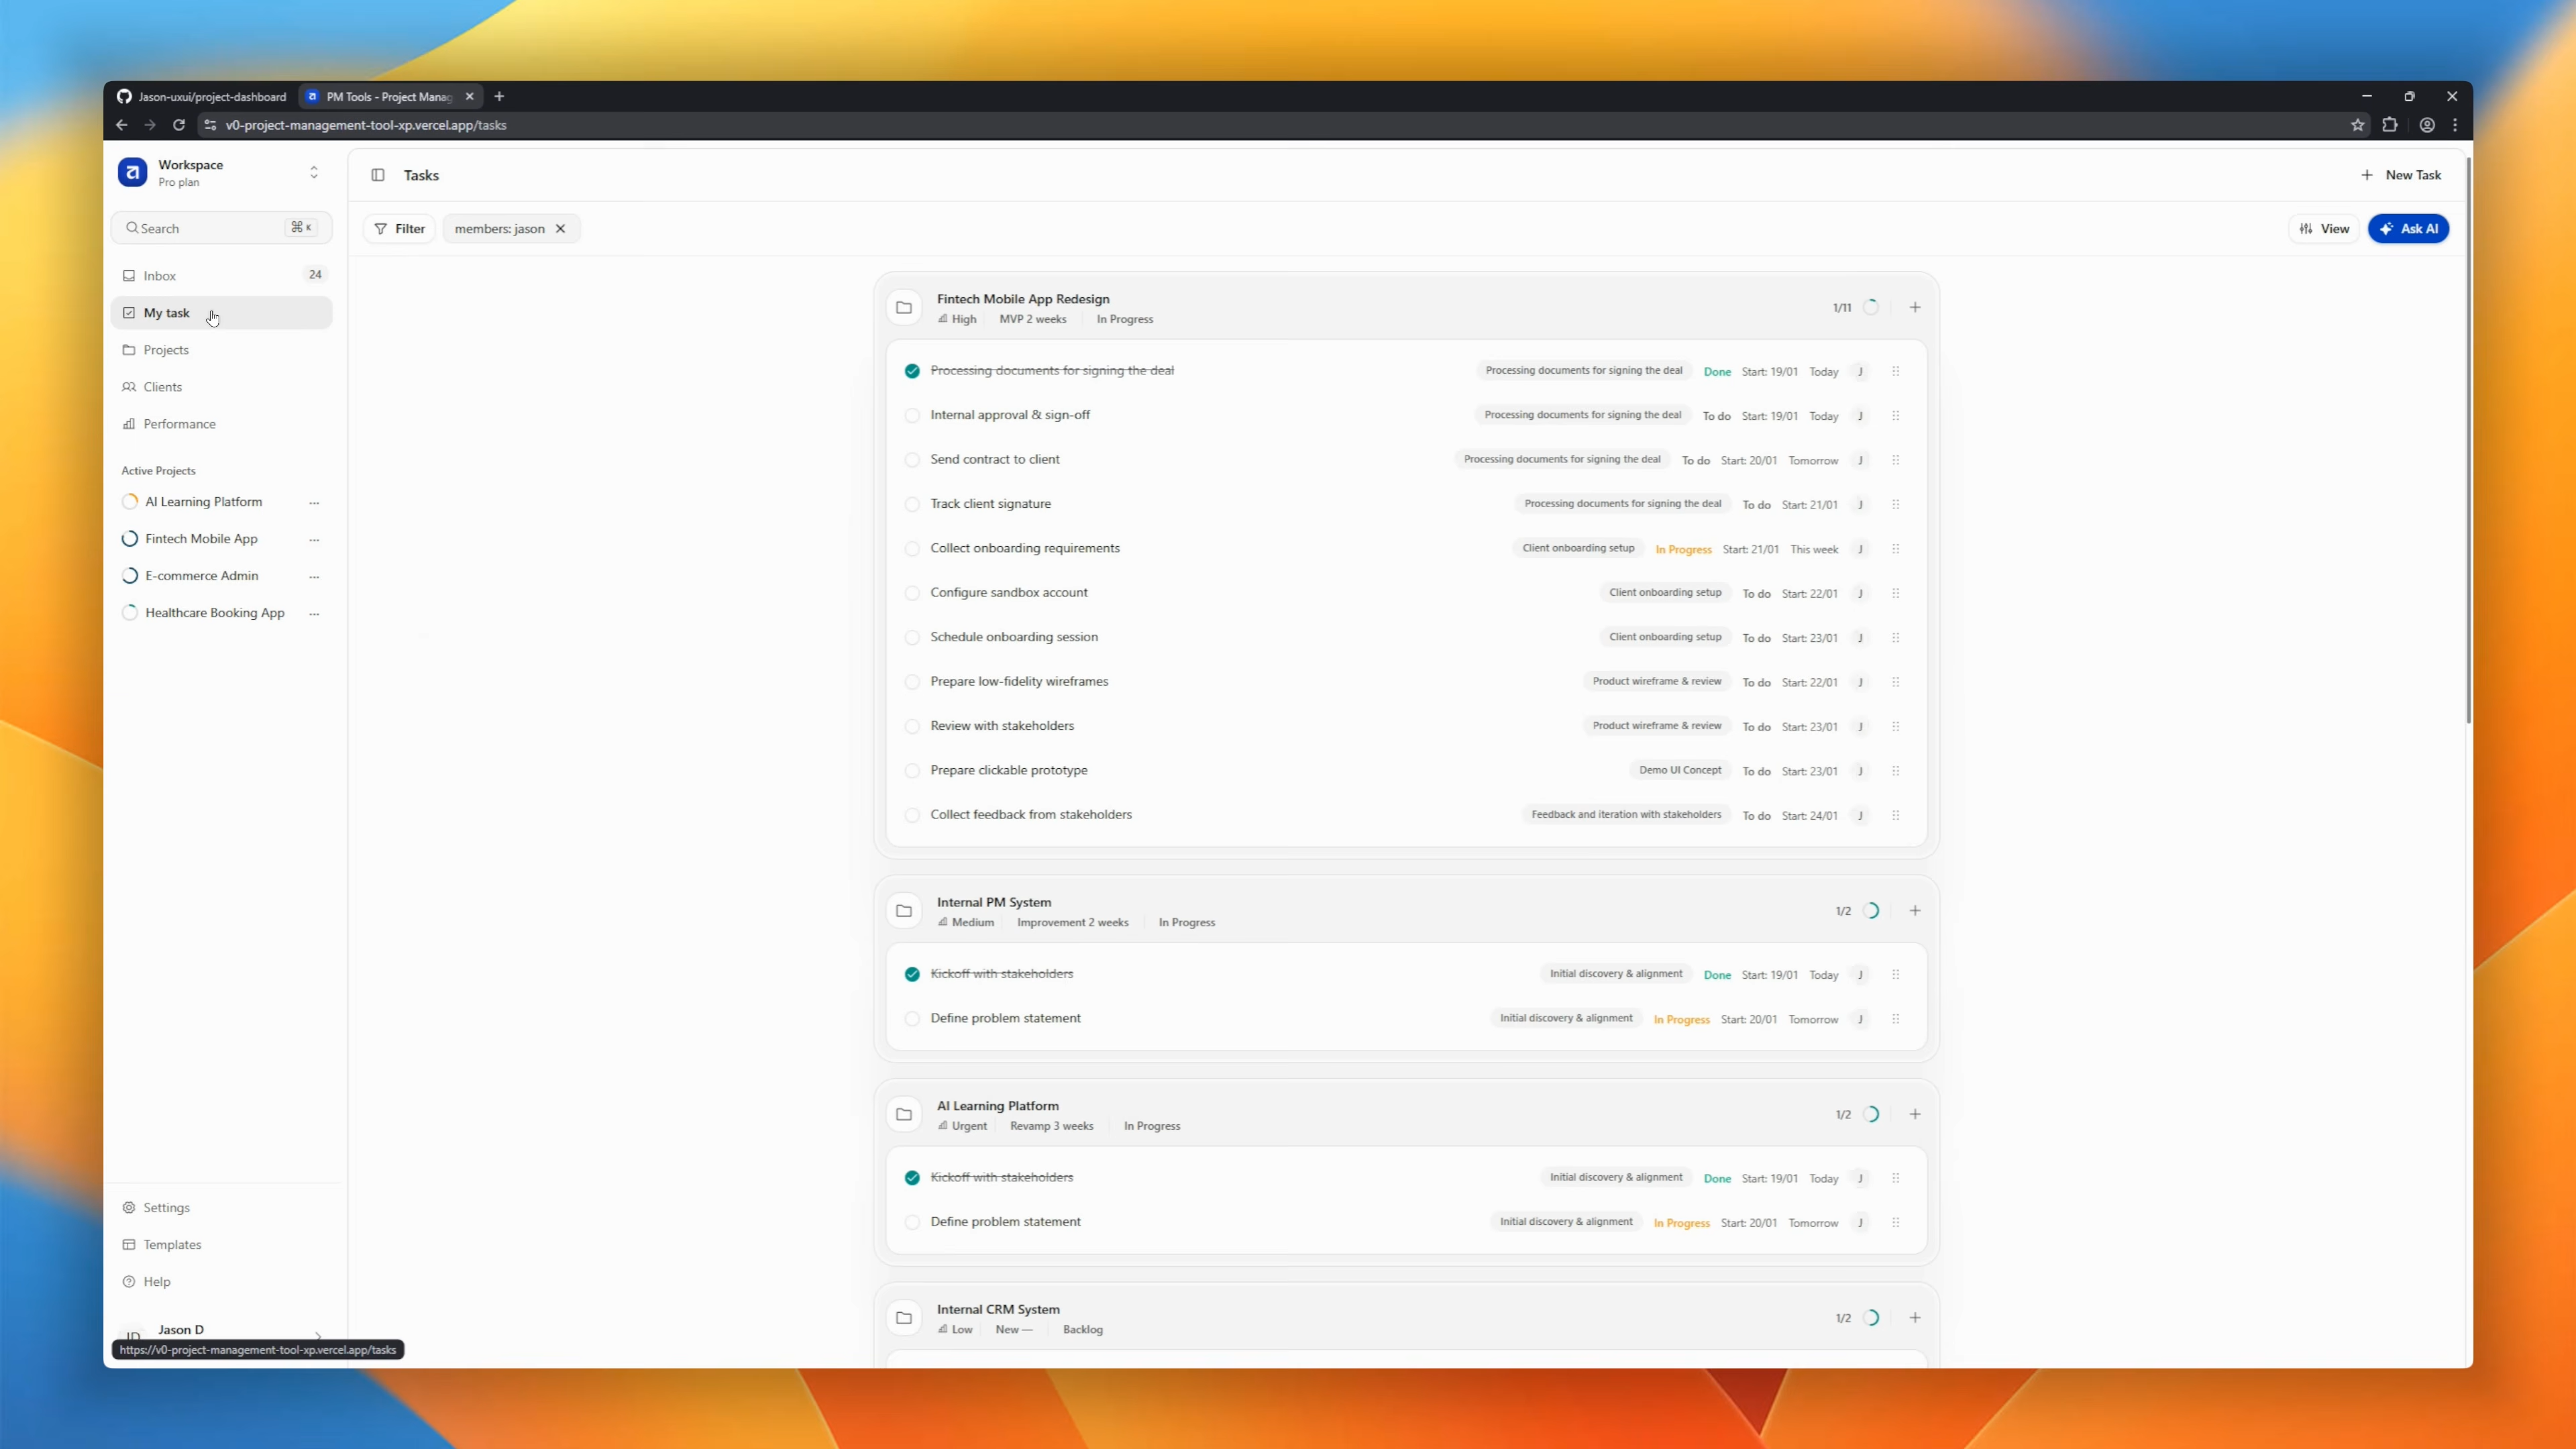 Jason-uxui/project-dashboard
PM Tools - Project Manag
v0-project-management-tool-xp.vercel.app/tasks
Workspace
Pro plan
Search
⌘ K
Inbox
24
My task
Projects
Clients
Performance
Active Projects
AI Learning Platform
Fintech Mobile App
E-commerce Admin
Healthcare Booking App
Settings
Templates
Help
Jason D
JD
https://v0-project-management-tool-xp.vercel.app/tasks
Tasks
New Task
Filter
members: jason
View
Ask AI
Fintech Mobile App Redesign
High MVP 2 weeks In Progress
1/11
Processing documents for signing the deal Processing documents for signing the deal Done Start: 19/01 Today J
Internal approval & sign-off Processing documents for signing the deal To do Start: 19/01 Today J
Send contract to client Processing documents for signing the deal To do Start: 20/01 Tomorrow J
Track client signature Processing documents for signing the deal To do Start: 21/01 J
Collect onboarding requirements Client onboarding setup In Progress Start: 21/01 This week J
Configure sandbox account Client onboarding setup To do Start: 22/01 J
Schedule onboarding session Client onboarding setup To do Start: 23/01 J
Prepare low-fidelity wireframes Product wireframe & review To do Start: 22/01 J
Review with stakeholders Product wireframe & review To do Start: 23/01 J
Prepare clickable prototype Demo UI Concept To do Start: 23/01 J
Collect feedback from stakeholders Feedback and iteration with stakeholders To do Start: 24/01 J
Internal PM System
Medium Improvement 2 weeks In Progress
1/2
Kickoff with stakeholders Initial discovery & alignment Done Start: 19/01 Today J
Define problem statement Initial discovery & alignment In Progress Start: 20/01 Tomorrow J
AI Learning Platform
Urgent Revamp 3 weeks In Progress
1/2
Kickoff with stakeholders Initial discovery & alignment Done Start: 19/01 Today J
Define problem statement Initial discovery & alignment In Progress Start: 20/01 Tomorrow J
Internal CRM System
Low New — Backlog
1/2